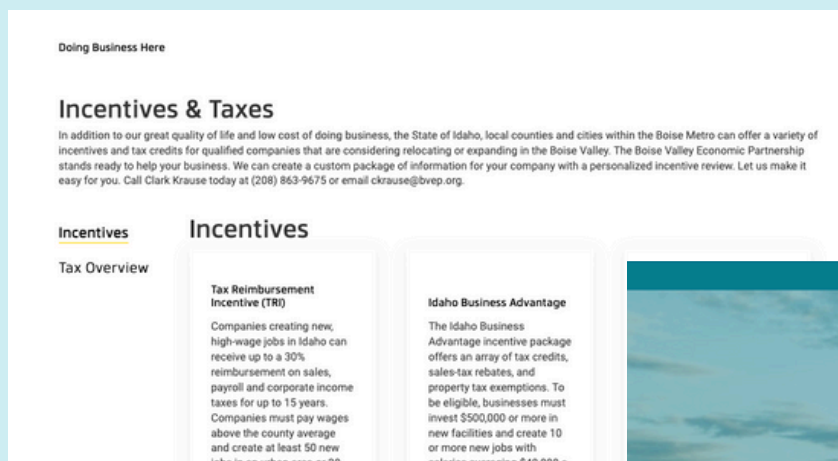 Doing Business Here
Incentives & Taxes
In addition to our great quality of life and low cost of doing business, the State of Idaho, local counties and cities within the Boise Metro can offer a variety of
incentives and tax credits for qualified companies that are considering relocating or expanding in the Boise Valley. The Boise Valley Economic Partnership
stands ready to help your business. We can create a custom package of information for your company with a personalized incentive review. Let us make it
easy for you. Call Clark Krause today at (208) 863-9675 or email ckrause@bvep.org.
Incentives
Tax Overview
Incentives
Tax Reimbursement
Incentive (TRI)
Companies creating new,
high-wage jobs in Idaho can
receive up to a 30%
reimbursement on sales,
payroll and corporate income
taxes for up to 15 years.
Companies must pay wages
above the county average
and create at least 50 new
Idaho Business Advantage
The Idaho Business
Advantage incentive package
offers an array of tax credits,
sales-tax rebates, and
property tax exemptions. To
be eligible, businesses must
invest $500,000 or more in
new facilities and create 10
or more new jobs with